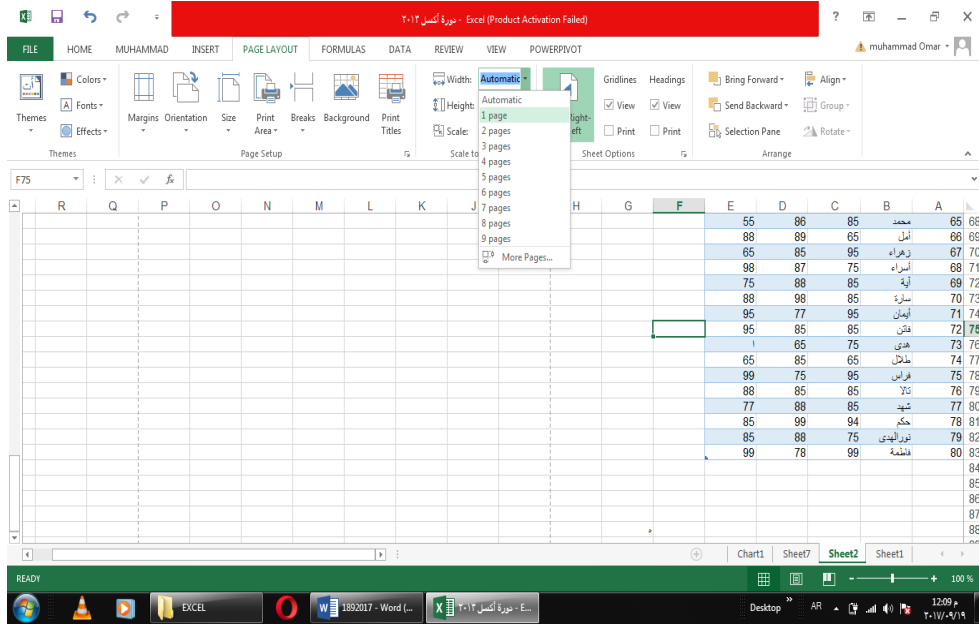 دورة أكسل ٢٠١٣ - Excel (Product Activation Failed)
FILE HOME MUHAMMAD INSERT PAGE LAYOUT FORMULAS DATA REVIEW VIEW POWERPIVOT muhammad Omar
Themes Colors Fonts Effects
Margins Orientation Size Print Area Breaks Background Print Titles
Width: Automatic
Height:
Scale:
Gridlines Headings
View View
Print Print
Bring Forward Align
Send Backward Group
Selection Pane Rotate
Themes Page Setup Scale to Sheet Options Arrange
Automatic
1 page
2 pages
3 pages
4 pages
5 pages
6 pages
7 pages
8 pages
9 pages
More Pages...
F75
R Q P O N M L K J H G F E D C B A
55 86 85 محمد 65 68
88 89 65 أمل 66 69
65 85 95 زهراء 67 70
98 87 75 أسراء 68 71
75 88 85 آية 69 72
88 98 85 سارة 70 73
95 77 95 أيمان 71 74
95 85 85 فاتن 72 75
ا 65 75 هدى 73 76
65 85 65 طلال 74 77
99 75 95 فراس 75 78
88 85 85 تالا 76 79
77 88 85 شهد 77 80
85 99 94 حكم 78 81
85 88 75 نورالهدى 79 82
99 78 99 فاطمة 80 83
84
85
86
87
88
Chart1 Sheet7 Sheet2 Sheet1
READY 100 %
EXCEL 1892017 - Word (... دورة أكسل ٢٠١٣ - E... Desktop AR 12:09 م
٢٠١٧/٠٩/١٩